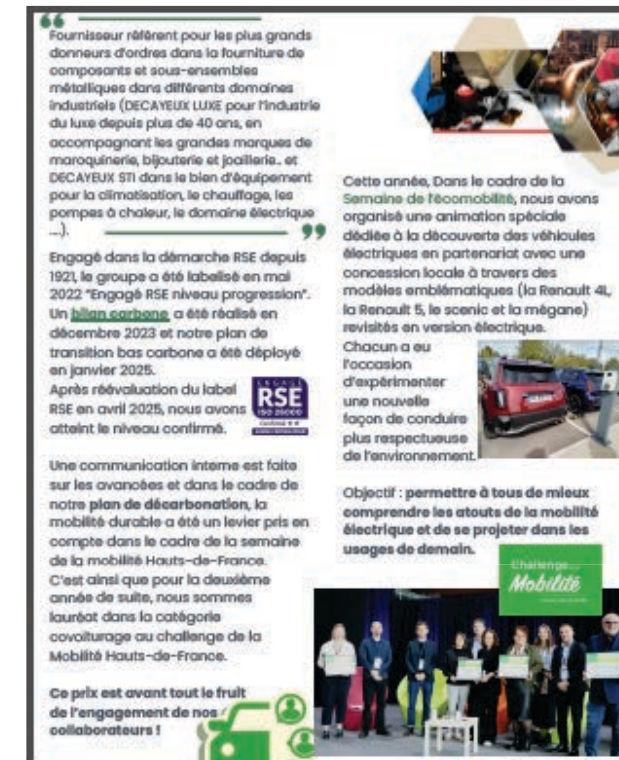 Fournisseur référent pour les plus grands
donneurs d'ordres dans la fourniture de
composants et sous-ensembles
métalliques dans différents domaines
industriels (DECAYEUX LUXE pour l'industrie
du luxe depuis plus de 40 ans, en
accompagnant les grandes marques de
maroquinerie, bijouterie et joaillerie.. et
DECAYEUX STI dans le bien d'équipement
pour la climatisation, le chauffage, les
pompes à chaleur, le domaine électrique
...).
Engagé dans la démarche RSE depuis
1921, le groupe a été labelisé en mai
2022 "Engagé RSE niveau progression".
Un bilan carbone a été réalisé en
décembre 2023 et notre plan de
transition bas carbone a été déployé
en janvier 2025.
Après réévaluation du label
RSE en avril 2025, nous avons
atteint le niveau confirmé.
ENGAGÉ
RSE
ISO 26000
Confirmé
Une communication interne est faite
sur les avancées et dans le cadre de
notre plan de décarbonation, la
mobilité durable a été un levier pris en
compte dans le cadre de la semaine
de la mobilité Hauts-de-France.
C'est ainsi que pour la deuxième
année de suite, nous sommes
lauréat dans la catégorie
covoiturage au challenge de la
Mobilité Hauts-de-France.
Ce prix est avant tout le fruit
de l'engagement de nos
collaborateurs !
Cette année, Dans le cadre de la
Semaine de l'écomobilité, nous avons
organisé une animation spéciale
dédiée à la découverte des véhicules
électriques en partenariat avec une
concession locale à travers des
modèles emblématiques (la Renault 4L,
la Renault 5, le scenic et la mégane)
revisités en version électrique.
Chacun a eu
l'occasion
d'expérimenter
une nouvelle
façon de conduire
plus respectueuse
de l'environnement.
Objectif : permettre à tous de mieux
comprendre les atouts de la mobilité
électrique et de se projeter dans les
usages de demain.
Challenge
Mobilité